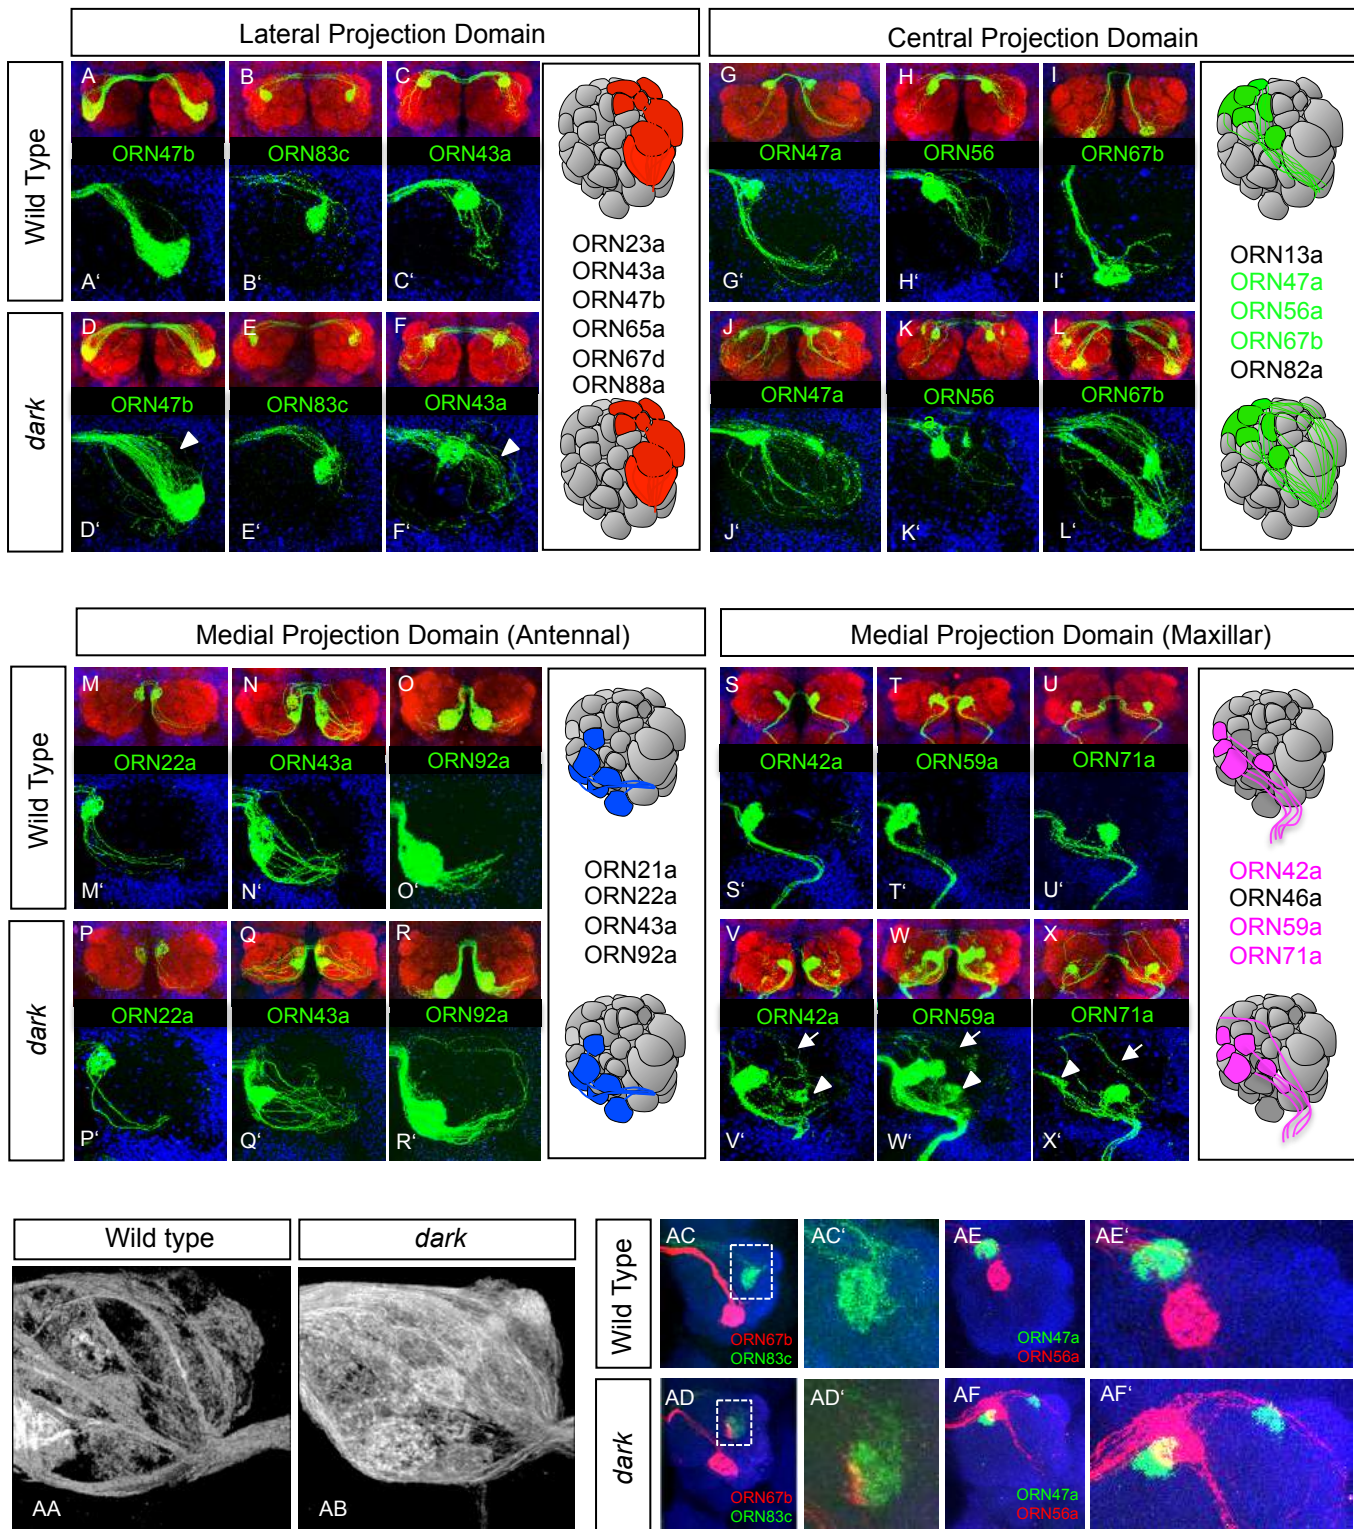 Lateral Projection Domain
Central Projection Domain
Wild Type
A
B
C
ORN47b
ORN83c
ORN43a
A'
B'
C'
dark
D
E
F
ORN47b
ORN83c
ORN43a
D'
E'
F'
ORN23a
ORN43a
ORN47b
ORN65a
ORN67d
ORN88a
G
H
I
ORN47a
ORN56
a
ORN67b
G'
H'
I'
J
K
L
ORN47a
ORN56
a
ORN67b
J'
K'
L'
ORN13a
ORN47a
ORN56a
ORN67b
ORN82a
Medial Projection Domain (Antennal)
Medial Projection Domain (Maxillar)
Wild Type
M
N
O
ORN22a
ORN43a
ORN92a
M'
N'
O'
dark
P
Q
R
ORN22a
ORN43a
ORN92a
P'
Q'
R'
ORN21a
ORN22a
ORN43a
ORN92a
S
T
U
ORN42a
ORN59a
ORN71a
S'
T'
U'
V
W
X
ORN42a
ORN59a
ORN71a
V'
W'
X'
ORN42a
ORN46a
ORN59a
ORN71a
Wild type
dark
AA
AB
Wild Type
AC
ORN67b
ORN83c
AC'
AE
ORN47a
ORN56a
AE'
dark
AD
ORN67b
ORN83c
AD'
AF
ORN47a
ORN56a
AF'